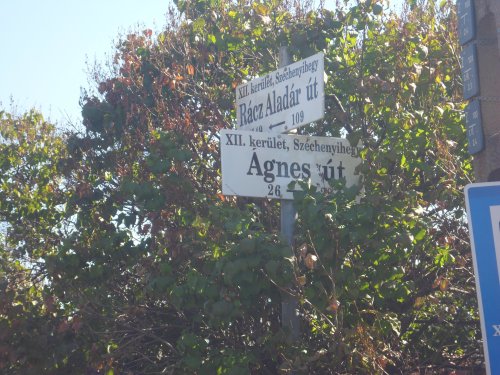 XII. kerület, Széchenyihegy
Rácz Aladár út
109
XII. kerület, Széchenyihegy
Ágnes út
26